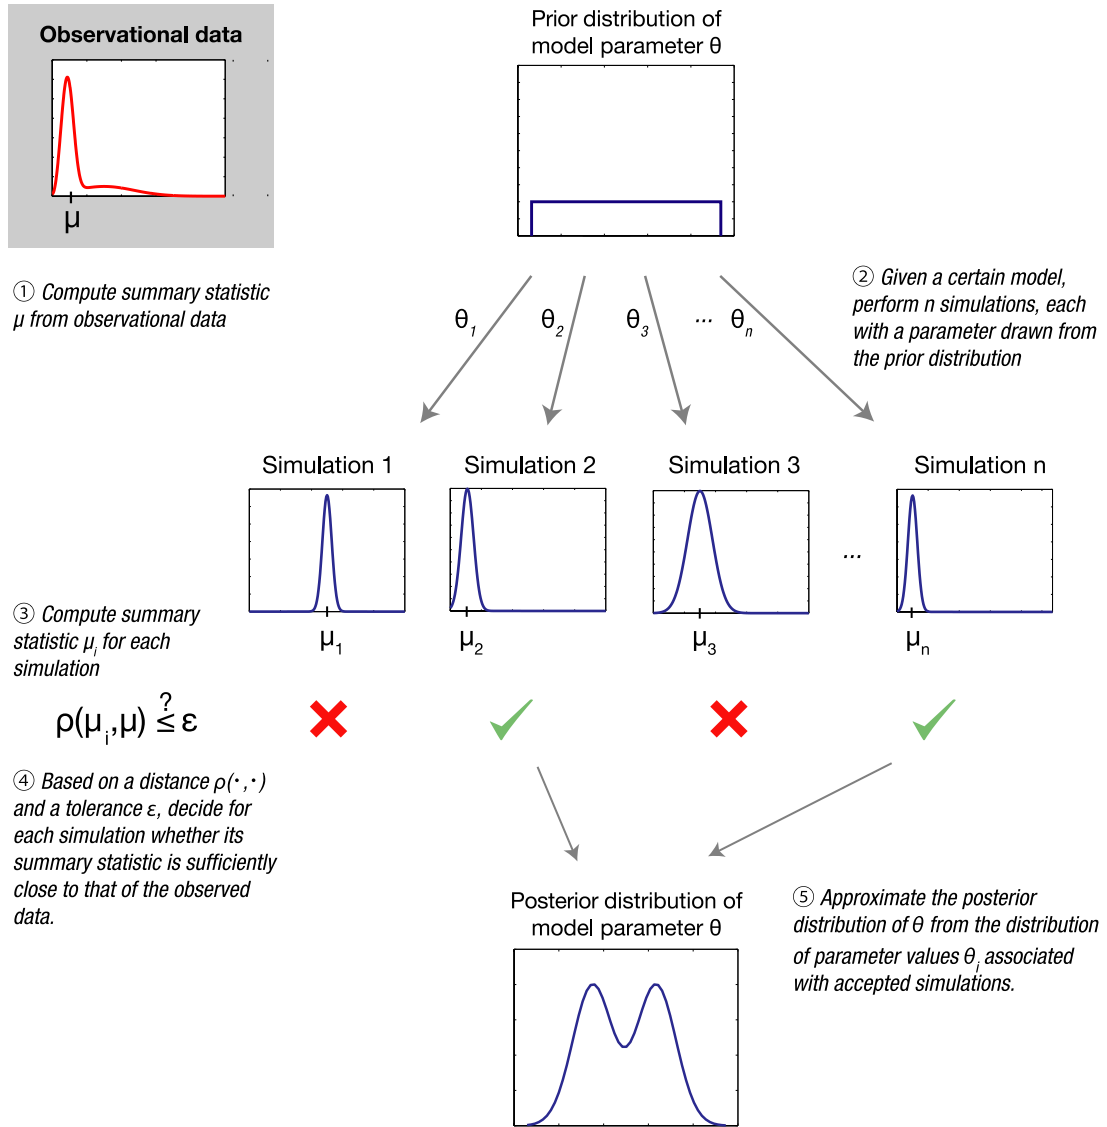 Observational data
μ
① Compute summary statistic
μ from observational data
Prior distribution of
model parameter θ
② Given a certain model,
perform n simulations, each
with a parameter drawn from
the prior distribution
θ1 θ2 θ3 ... θn
Simulation 1 Simulation 2 Simulation 3 Simulation n
...
μ1 μ2 μ3 μn
③ Compute summary
statistic μi for each
simulation
ρ(μi,μ) ≤? ε
④ Based on a distance ρ(·,·)
and a tolerance ε, decide for
each simulation whether its
summary statistic is sufficiently
close to that of the observed
data.
Posterior distribution of
model parameter θ
⑤ Approximate the posterior
distribution of θ from the distribution
of parameter values θi associated
with accepted simulations.